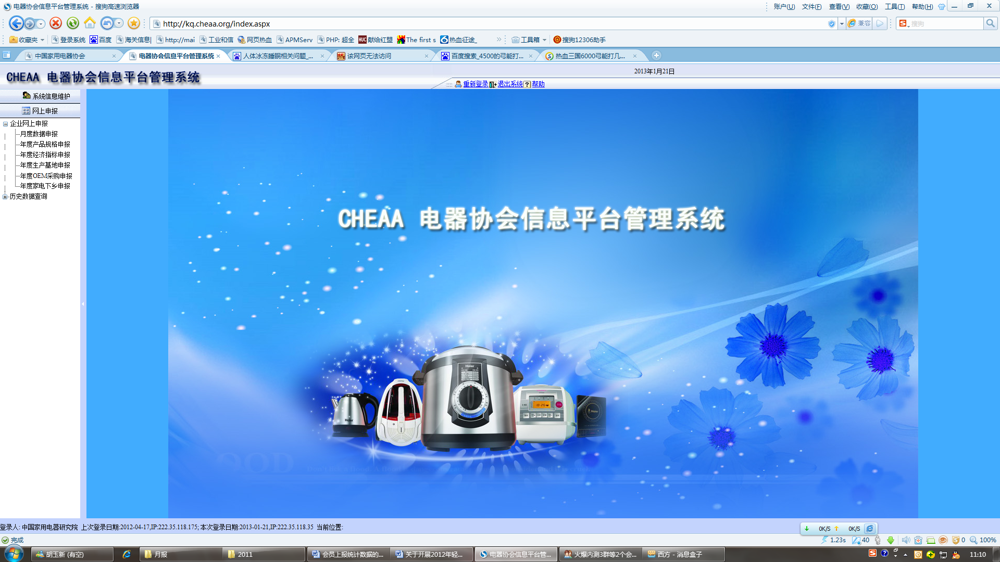 电器协会信息平台管理系统 - 搜狗高速浏览器
账户(U) 文件(F) 查看(V) 收藏(O) 工具(T) 帮助(H)
http://kq.cheaa.org/index.aspx
兼容
搜狗
收藏夹 登录系统 百度 海关信息| http://mai 工业和信 网页热血 APMServ PHP: 超全 献给红盟 The first s 热血征途_ 工具箱 搜狗12306助手
中国家用电器协会 电器协会信息平台管理系统 人体冰冻睡眠相关问题_... 该网页无法访问 百度搜索_4500的弓能打... 热血三国6000弓能打几...
2013年1月21日
CHEAA 电器协会信息平台管理系统
重新登录 退出系统 帮助
系统信息维护
网上申报
企业网上申报
月度数据申报
年度产品规格申报
年度经济指标申报
年度生产基地申报
年度OEM采购申报
年度家电下乡申报
历史数据查询
CHEAA 电器协会信息平台管理系统
Haier
Haier
18:26
Haier
OOD
登录人: 中国家用电器研究院 上次登录日期:2012-04-17,IP:222.35.118.175; 本次登录日期:2013-01-21,IP:222.35.118.35 当前位置:
0K/S 0K/S
完成
1.23s 40 0 100%
胡玉新 (有空) 月报 2011 会员上报统计数据的... 关于开展2012年轻... 电器协会信息平台管... 火爆内测3群等2个会... 西方 - 消息盒子 11:10